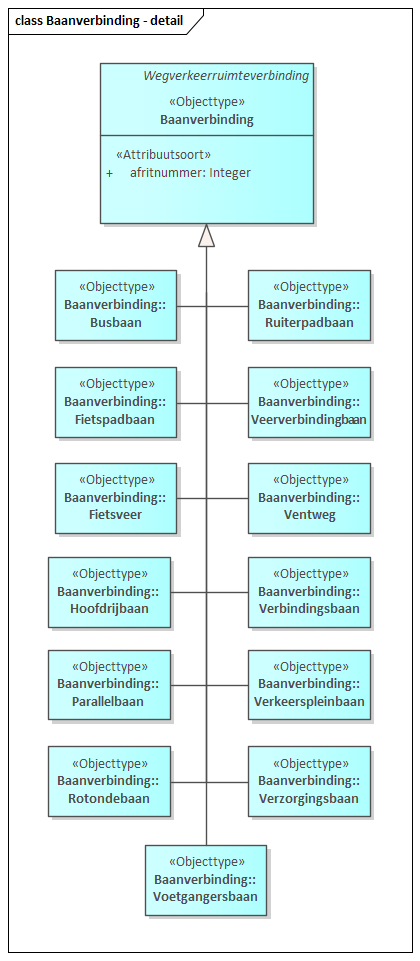 class Baanverbinding - detail
Wegverkeerruimteverbinding
«Objecttype»
Baanverbinding
«Attribuutsoort»
+ afritnummer: Integer
«Objecttype»
Baanverbinding::
Busbaan
«Objecttype»
Baanverbinding::
Ruiterpadbaan
«Objecttype»
Baanverbinding::
Fietspadbaan
«Objecttype»
Baanverbinding::
Veerverbindingbaan
«Objecttype»
Baanverbinding::
Fietsveer
«Objecttype»
Baanverbinding::
Ventweg
«Objecttype»
Baanverbinding::
Hoofdrijbaan
«Objecttype»
Baanverbinding::
Verbindingsbaan
«Objecttype»
Baanverbinding::
Parallelbaan
«Objecttype»
Baanverbinding::
Verkeerspleinbaan
«Objecttype»
Baanverbinding::
Rotondebaan
«Objecttype»
Baanverbinding::
Verzorgingsbaan
«Objecttype»
Baanverbinding::
Voetgangersbaan